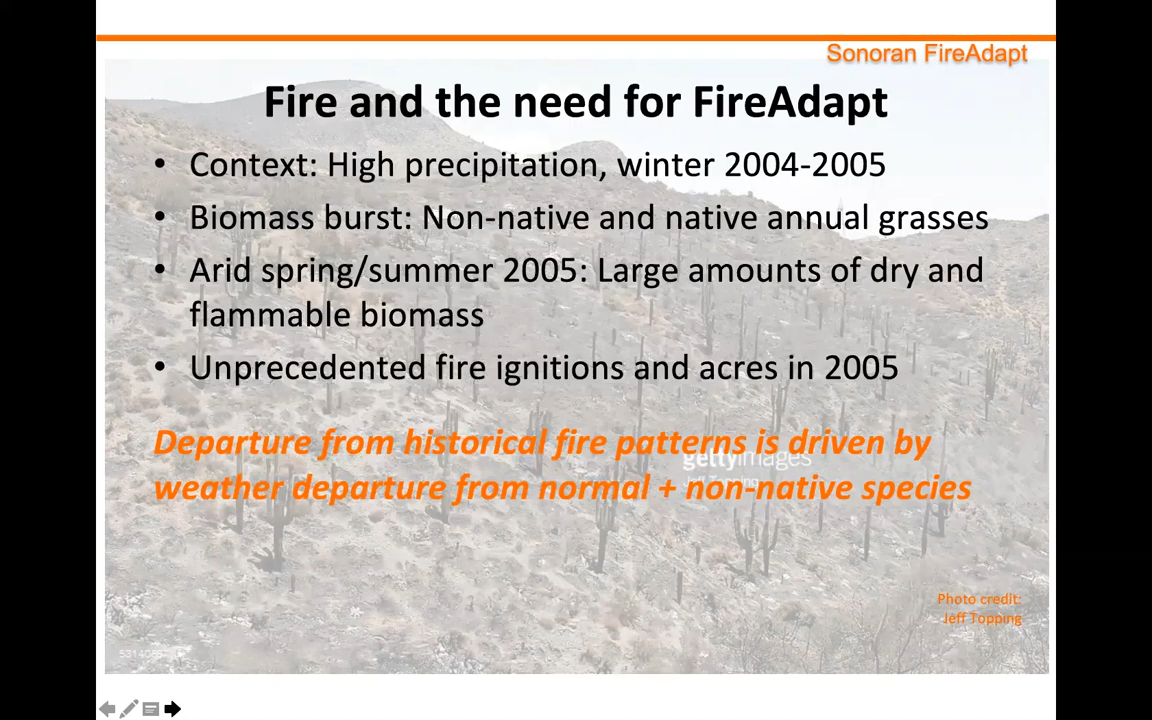 Sonoran FireAdapt
Fire and the need for FireAdapt
• Context: High precipitation, winter 2004-2005
• Biomass burst: Non-native and native annual grasses
• Arid spring/summer 2005: Large amounts of dry and
flammable biomass
• Unprecedented fire ignitions and acres in 2005
Departure from historical fire patterns is driven by
gettyimages
weather departure from normal + non-native species
Photo credit:
Jeff Topping